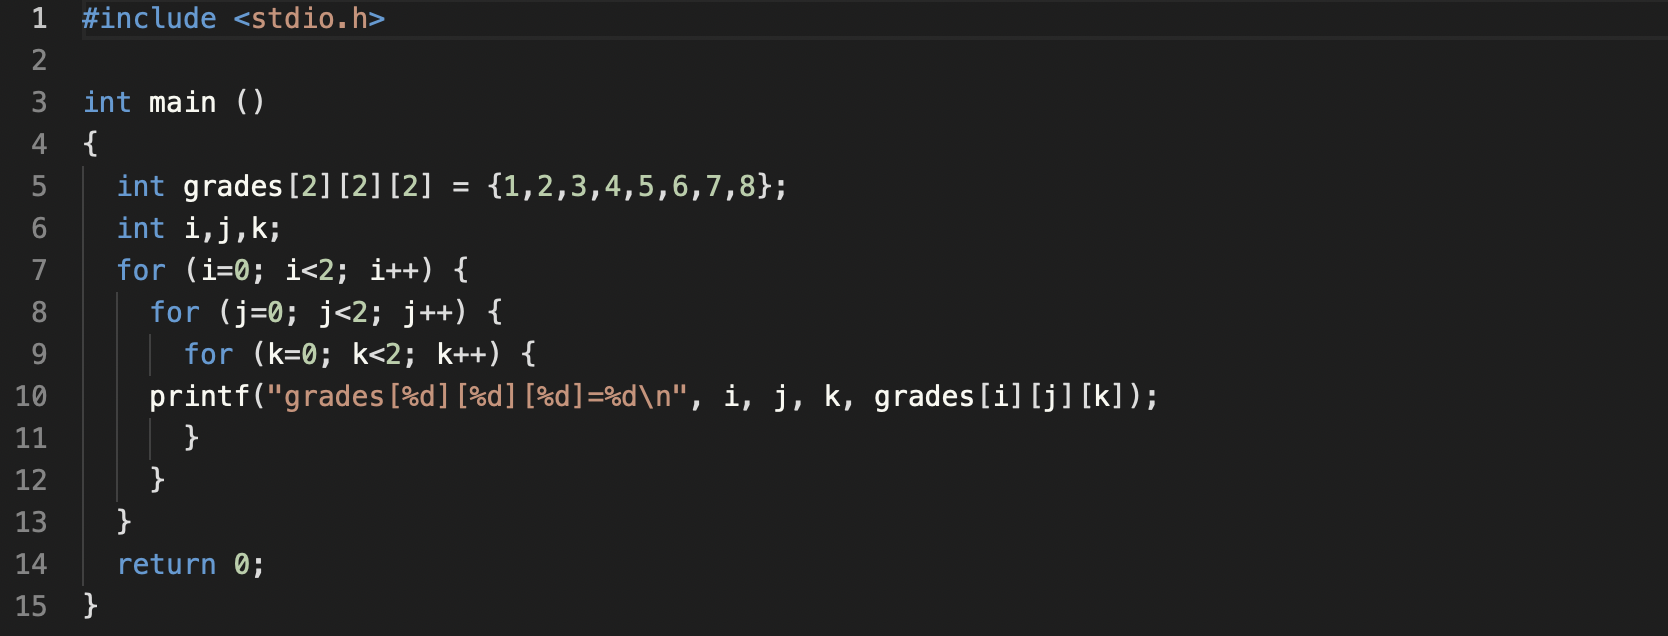 1 #include <stdio.h>
2
3 int main ()
4 {
5   int grades[2][2][2] = {1,2,3,4,5,6,7,8};
6   int i,j,k;
7   for (i=0; i<2; i++) {
8     for (j=0; j<2; j++) {
9       for (k=0; k<2; k++) {
10     printf("grades[%d][%d][%d]=%d\n", i, j, k, grades[i][j][k]);
11       }
12     }
13   }
14   return 0;
15 }